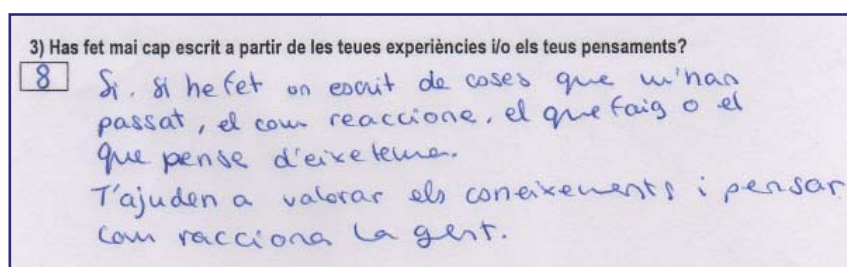 3) Has fet mai cap escrit a partir de les teues experiències i/o els teus pensaments?
8 Si. Si he fet un escrit de coses que m'han
passat, el com reaccione, el que faig o el
que pense d'eixe tema.
T'ajuden a valorar els coneixements i pensar
com racciona la gent.